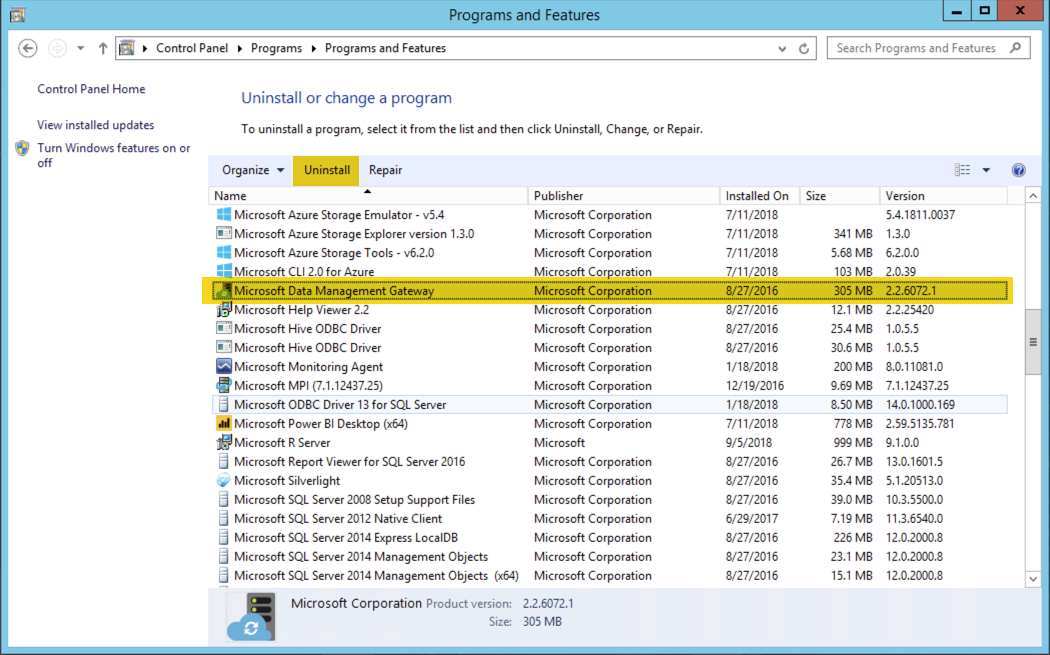 Programs and Features
Control Panel Programs Programs and Features Search Programs and Features
Control Panel Home
View installed updates
Turn Windows features on or
off
Uninstall or change a program
To uninstall a program, select it from the list and then click Uninstall, Change, or Repair.
Organize Uninstall Repair
Name Publisher Installed On Size Version
Microsoft Azure Storage Emulator - v5.4 Microsoft Corporation 7/11/2018 5.4.1811.0037
Microsoft Azure Storage Explorer version 1.3.0 Microsoft Corporation 7/11/2018 341 MB 1.3.0
Microsoft Azure Storage Tools - v6.2.0 Microsoft Corporation 7/11/2018 5.68 MB 6.2.0.0
Microsoft CLI 2.0 for Azure Microsoft Corporation 7/11/2018 103 MB 2.0.39
Microsoft Data Management Gateway Microsoft Corporation 8/27/2016 305 MB 2.2.6072.1
Microsoft Help Viewer 2.2 Microsoft Corporation 8/27/2016 12.1 MB 2.2.25420
Microsoft Hive ODBC Driver Microsoft Corporation 8/27/2016 25.4 MB 1.0.5.5
Microsoft Hive ODBC Driver Microsoft Corporation 8/27/2016 30.6 MB 1.0.5.5
Microsoft Monitoring Agent Microsoft Corporation 1/18/2018 200 MB 8.0.11081.0
Microsoft MPI (7.1.12437.25) Microsoft Corporation 12/19/2016 9.69 MB 7.1.12437.25
Microsoft ODBC Driver 13 for SQL Server Microsoft Corporation 1/18/2018 8.50 MB 14.0.1000.169
Microsoft Power BI Desktop (x64) Microsoft Corporation 7/11/2018 778 MB 2.59.5135.781
Microsoft R Server Microsoft 9/5/2018 999 MB 9.1.0.0
Microsoft Report Viewer for SQL Server 2016 Microsoft Corporation 8/27/2016 26.7 MB 13.0.1601.5
Microsoft Silverlight Microsoft Corporation 8/27/2016 35.4 MB 5.1.20513.0
Microsoft SQL Server 2008 Setup Support Files Microsoft Corporation 8/27/2016 39.0 MB 10.3.5500.0
Microsoft SQL Server 2012 Native Client Microsoft Corporation 6/29/2017 7.19 MB 11.3.6540.0
Microsoft SQL Server 2014 Express LocalDB Microsoft Corporation 8/27/2016 226 MB 12.0.2000.8
Microsoft SQL Server 2014 Management Objects Microsoft Corporation 8/27/2016 23.1 MB 12.0.2000.8
Microsoft SQL Server 2014 Management Objects (x64) Microsoft Corporation 8/27/2016 15.1 MB 12.0.2000.8
Microsoft Corporation Product version: 2.2.6072.1
Size: 305 MB